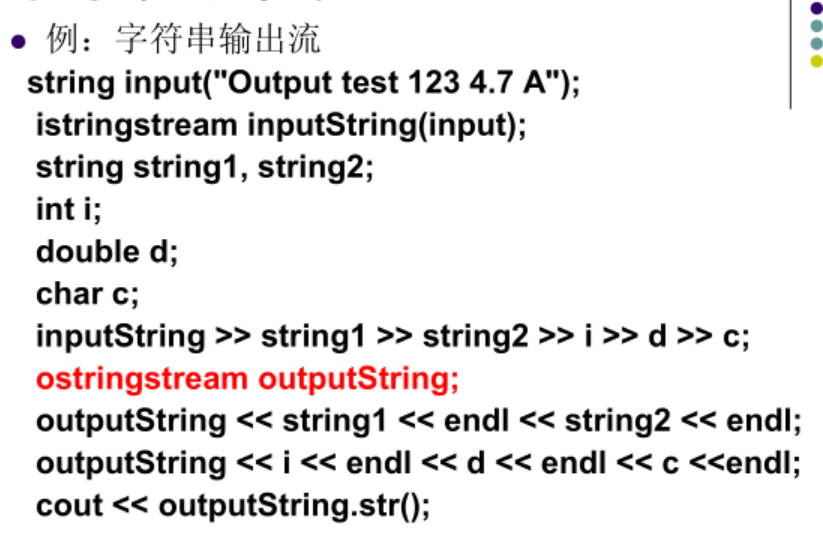 例：字符串输出流
string input("Output test 123 4.7 A");
istringstream inputString(input);
string string1, string2;
int i;
double d;
char c;
inputString >> string1 >> string2 >> i >> d >> c;
ostringstream outputString;
outputString << string1 << endl << string2 << endl;
outputString << i << endl << d << endl << c <<endl;
cout << outputString.str();